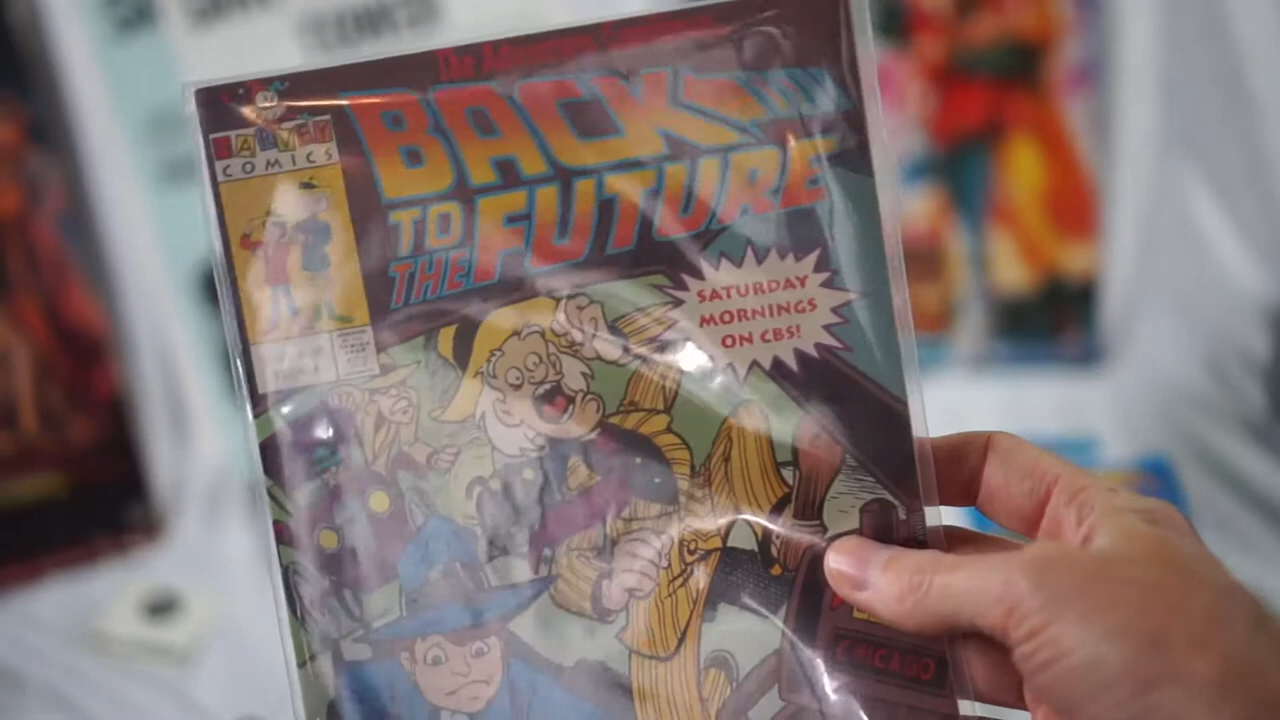 HARVEY
COMICS
BACK
TO
THE FUTURE
SATURDAY
MORNINGS
ON CBS!
CHICAGO